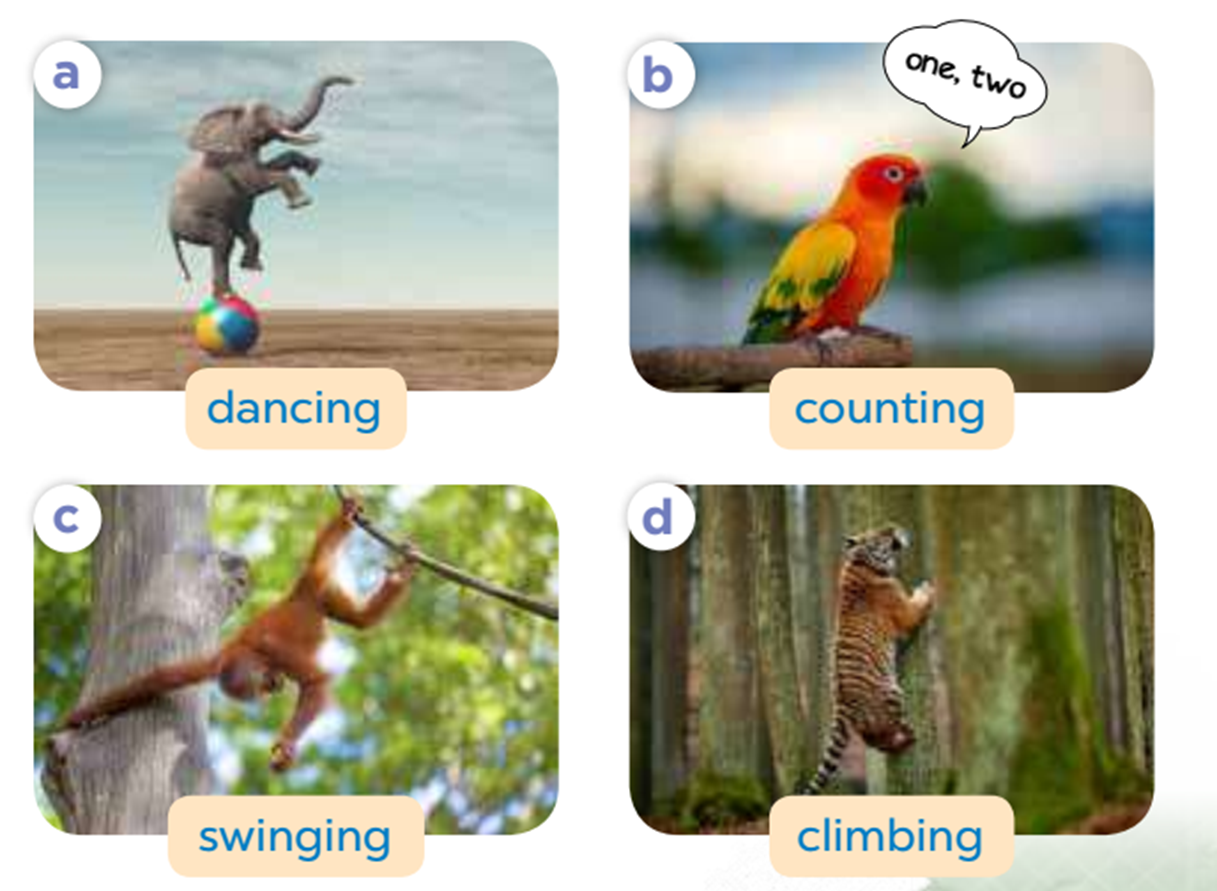 a
b
one, two
dancing
counting
c
d
swinging
climbing